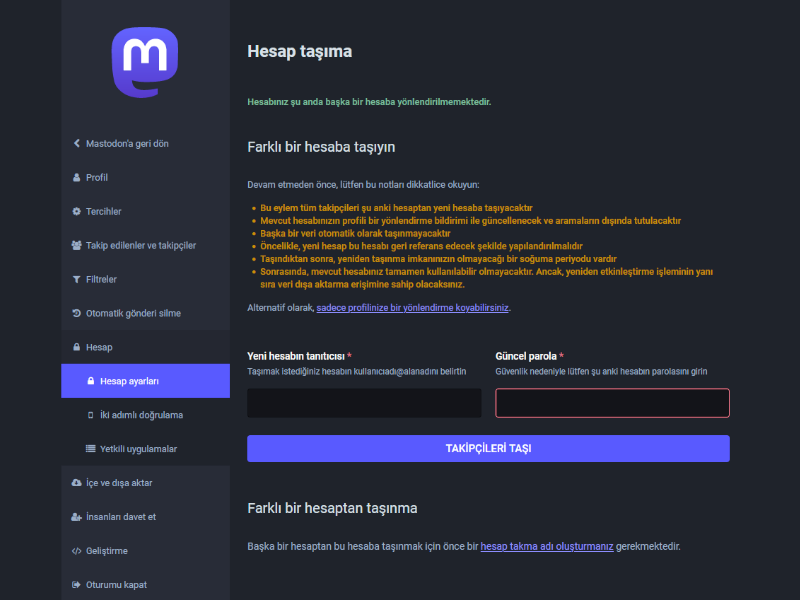 m
Mastodon'a geri dön
Profil
Tercihler
Takip edilenler ve takipçiler
Filtreler
Otomatik gönderi silme
Hesap
Hesap ayarları
İki adımlı doğrulama
Yetkili uygulamalar
İçe ve dışa aktar
İnsanları davet et
Geliştirme
Oturumu kapat
Hesap taşıma
Hesabınız şu anda başka bir hesaba yönlendirilmemektedir.
Farklı bir hesaba taşıyın
Devam etmeden önce, lütfen bu notları dikkatlice okuyun:
• Bu eylem tüm takipçileri şu anki hesaptan yeni hesaba taşıyacaktır
• Mevcut hesabınızın profili bir yönlendirme bildirimi ile güncellenecek ve aramaların dışında tutulacaktır
• Başka bir veri otomatik olarak taşınmayacaktır
• Öncelikle, yeni hesap bu hesabı geri referans edecek şekilde yapılandırılmalıdır
• Taşındıktan sonra, yeniden taşınma imkanınızın olmayacağı bir soğuma periyodu vardır
• Sonrasında, mevcut hesabınız tamamen kullanılabilir olmayacaktır. Ancak, yeniden etkinleştirme işleminin yanı
sıra veri dışa aktarma erişimine sahip olacaksınız.
Alternatif olarak, sadece profilinize bir yönlendirme koyabilirsiniz.
Yeni hesabın tanıtıcısı *
Taşımak istediğiniz hesabın kullanıcıadı@alanadını belirtin
Güncel parola *
Güvenlik nedeniyle lütfen şu anki hesabın parolasını girin
TAKİPÇİLERİ TAŞI
Farklı bir hesaptan taşınma
Başka bir hesaptan bu hesaba taşınmak için önce bir hesap takma adı oluşturmanız gerekmektedir.